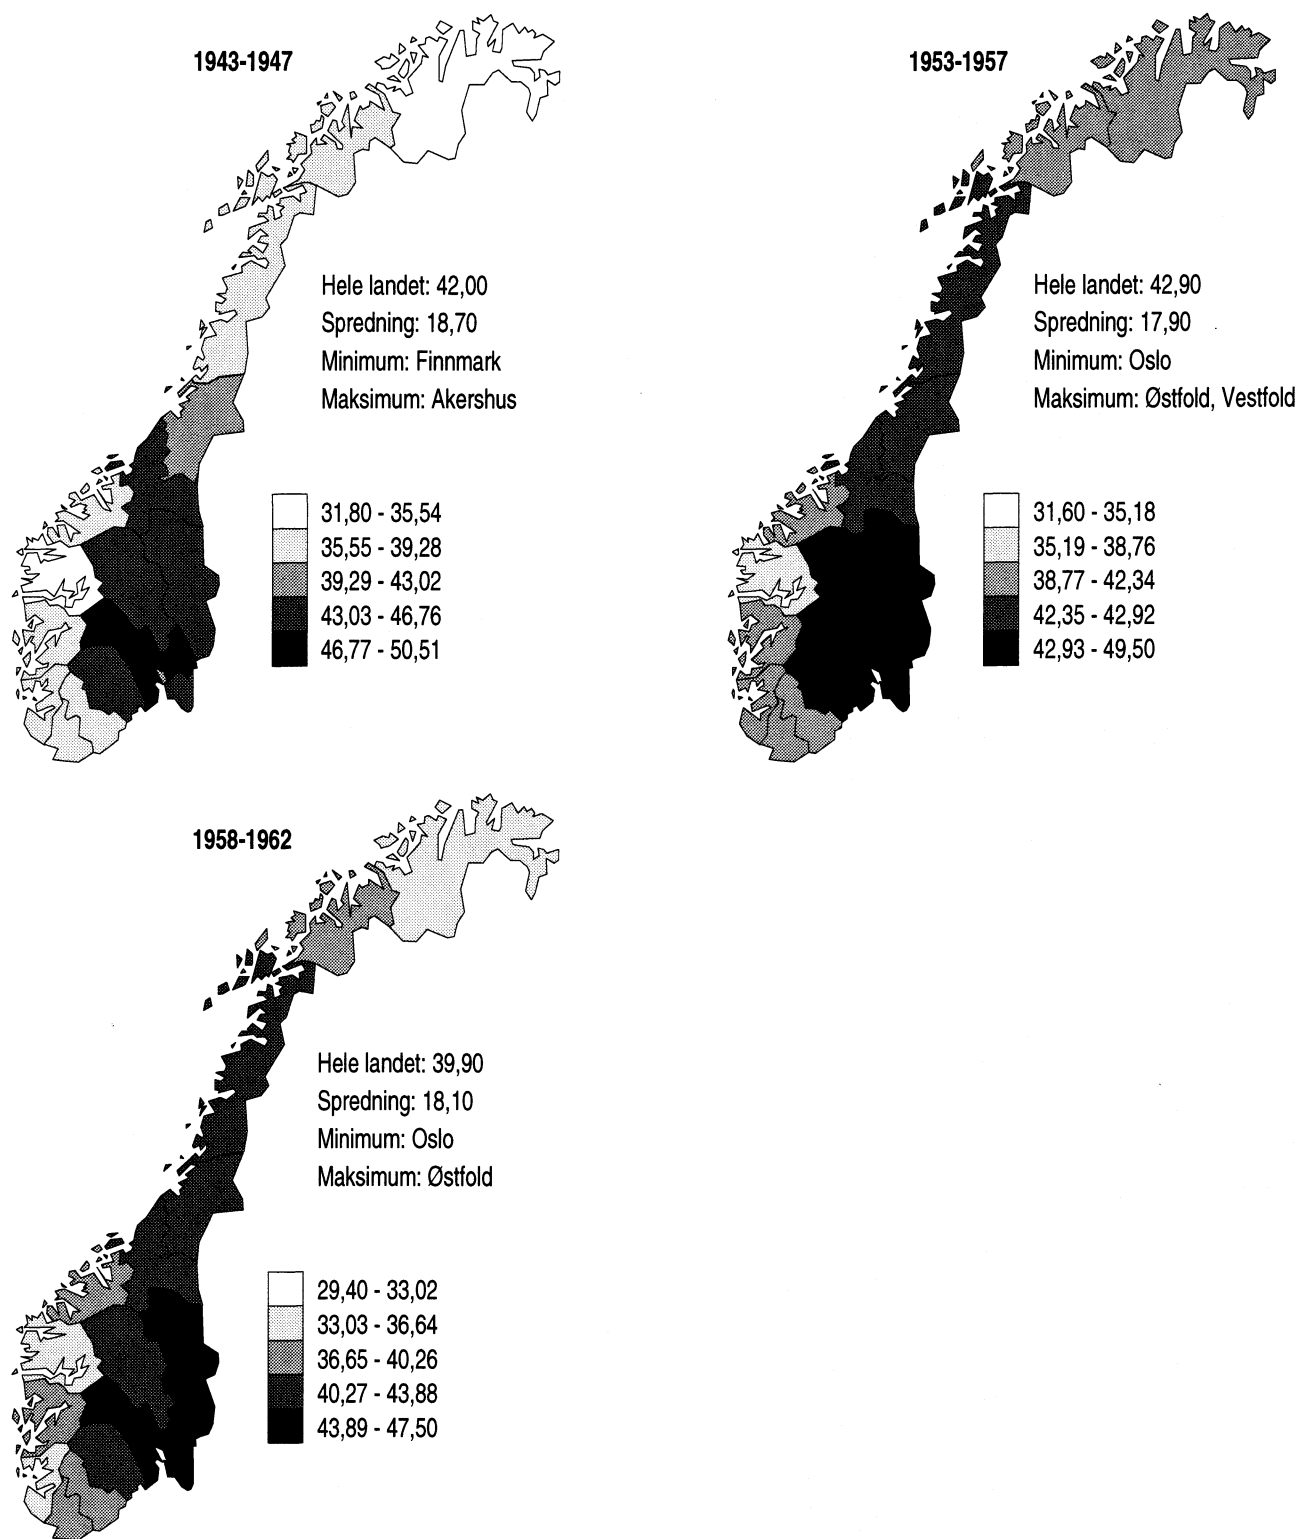 1943-1947
Hele landet: 42,00
Spredning: 18,70
Minimum: Finnmark
Maksimum: Akershus
31,80 - 35,54
35,55 - 39,28
39,29 - 43,02
43,03 - 46,76
46,77 - 50,51
1953-1957
Hele landet: 42,90
Spredning: 17,90
Minimum: Oslo
Maksimum: Østfold, Vestfold
31,60 - 35,18
35,19 - 38,76
38,77 - 42,34
42,35 - 42,92
42,93 - 49,50
1958-1962
Hele landet: 39,90
Spredning: 18,10
Minimum: Oslo
Maksimum: Østfold
29,40 - 33,02
33,03 - 36,64
36,65 - 40,26
40,27 - 43,88
43,89 - 47,50